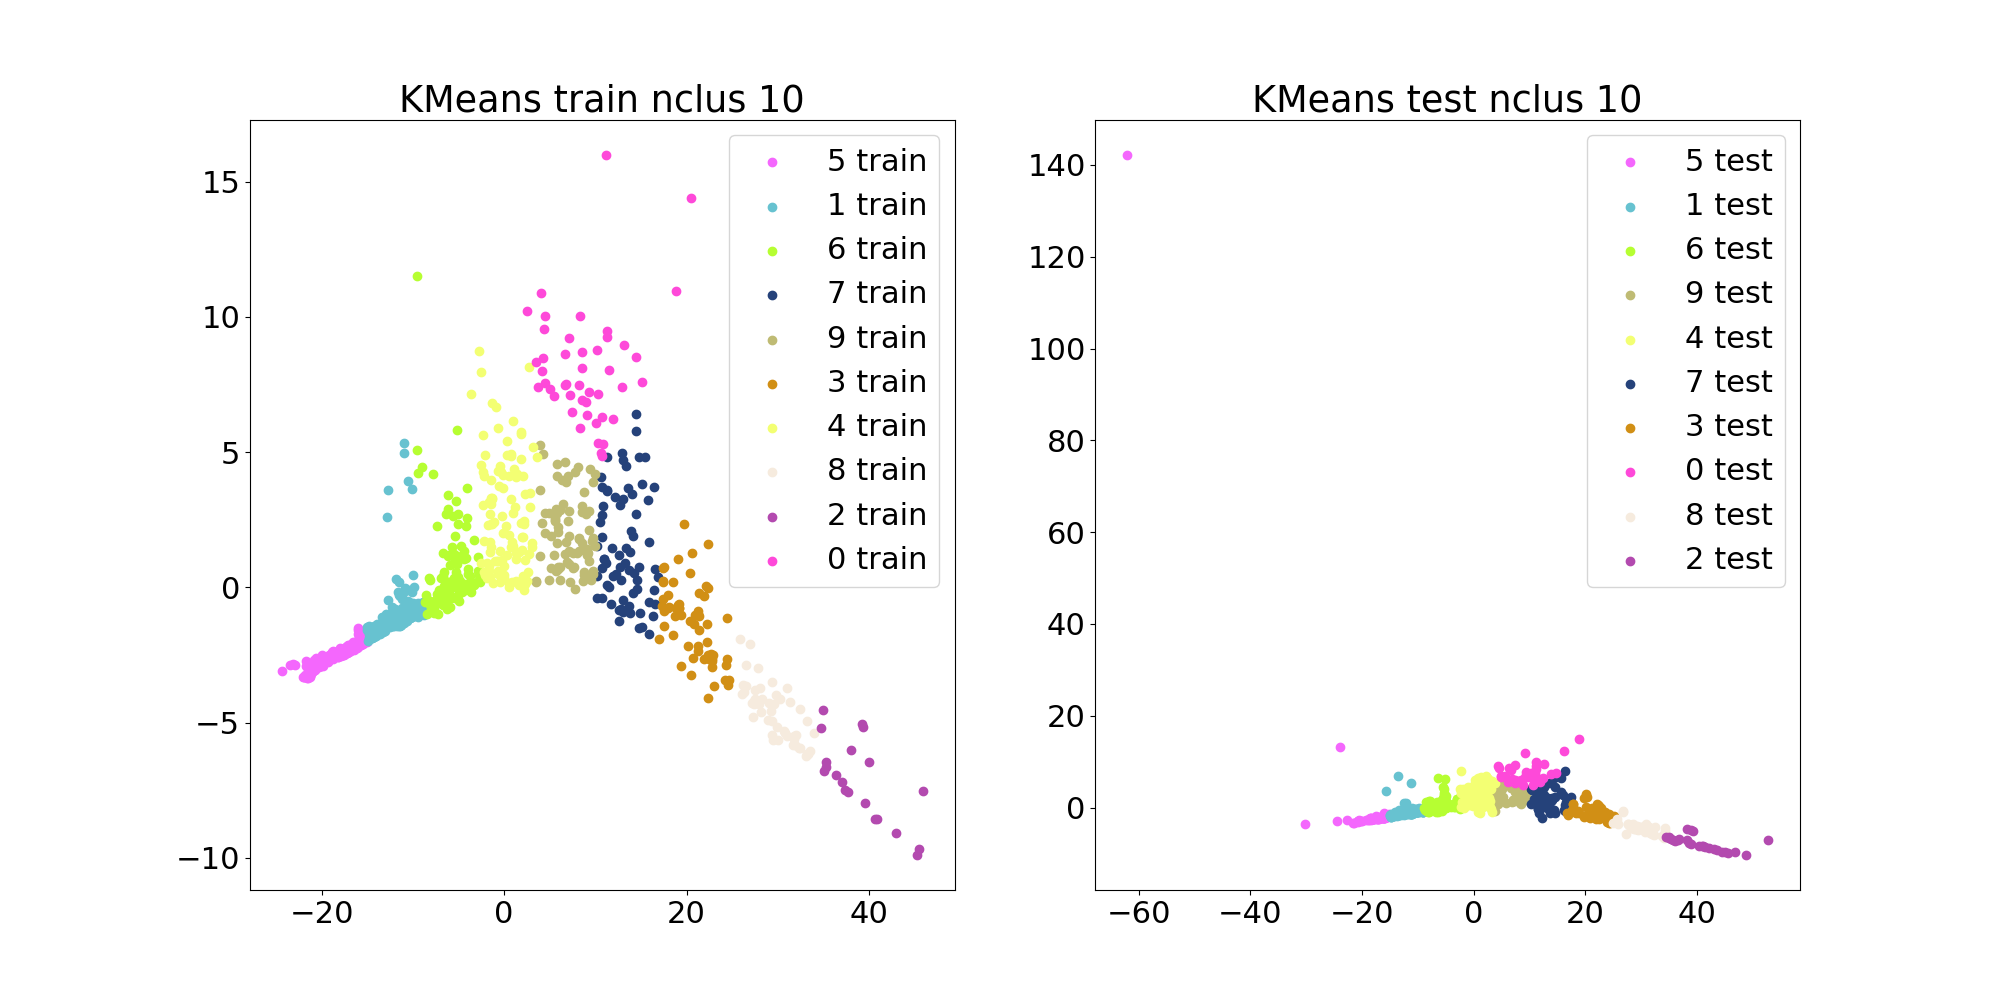 KMeans train nclus 10
15
10
5
0
−5
−10
−20
0
20
40
5 train
1 train
6 train
7 train
9 train
3 train
4 train
8 train
2 train
0 train
KMeans test nclus 10
140
120
100
80
60
40
20
0
−60
−40
−20
0
20
40
5 test
1 test
6 test
9 test
4 test
7 test
3 test
0 test
8 test
2 test